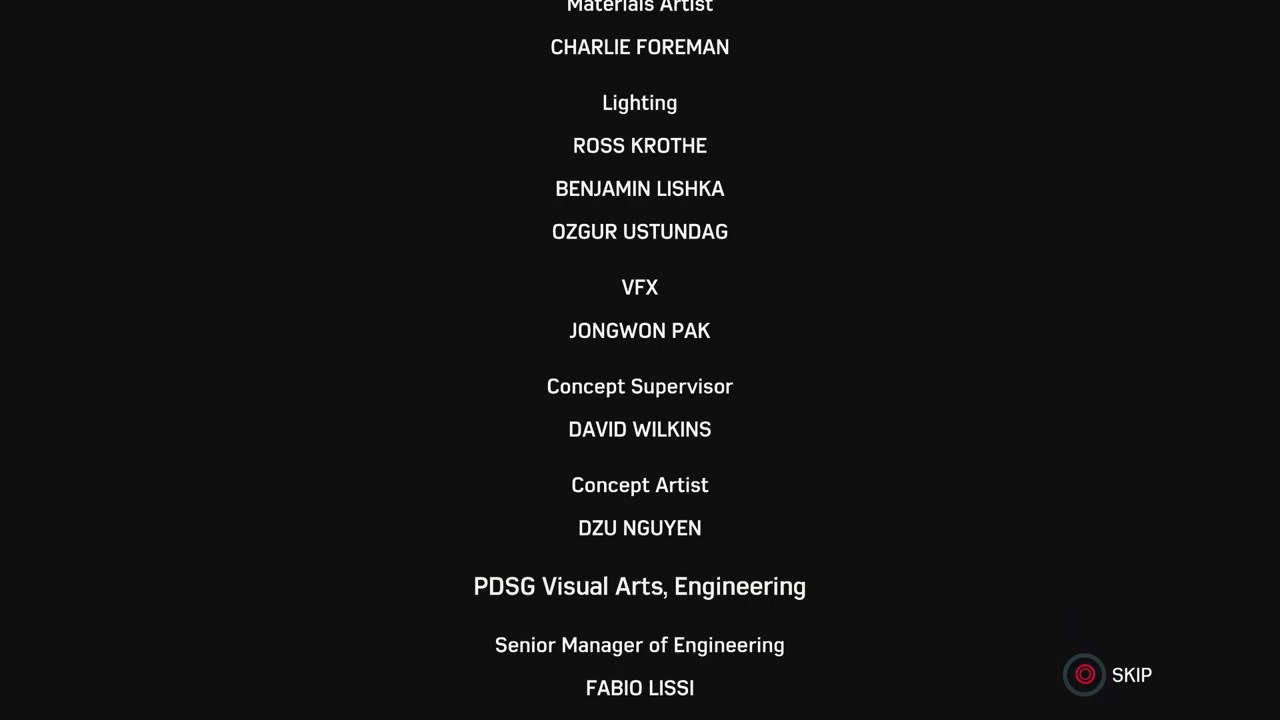 Materials Artist
CHARLIE FOREMAN
Lighting
ROSS KROTHE
BENJAMIN LISHKA
OZGUR USTUNDAG
VFX
JONGWON PAK
Concept Supervisor
DAVID WILKINS
Concept Artist
DZU NGUYEN
PDSG Visual Arts, Engineering
Senior Manager of Engineering
FABIO LISSI
SKIP